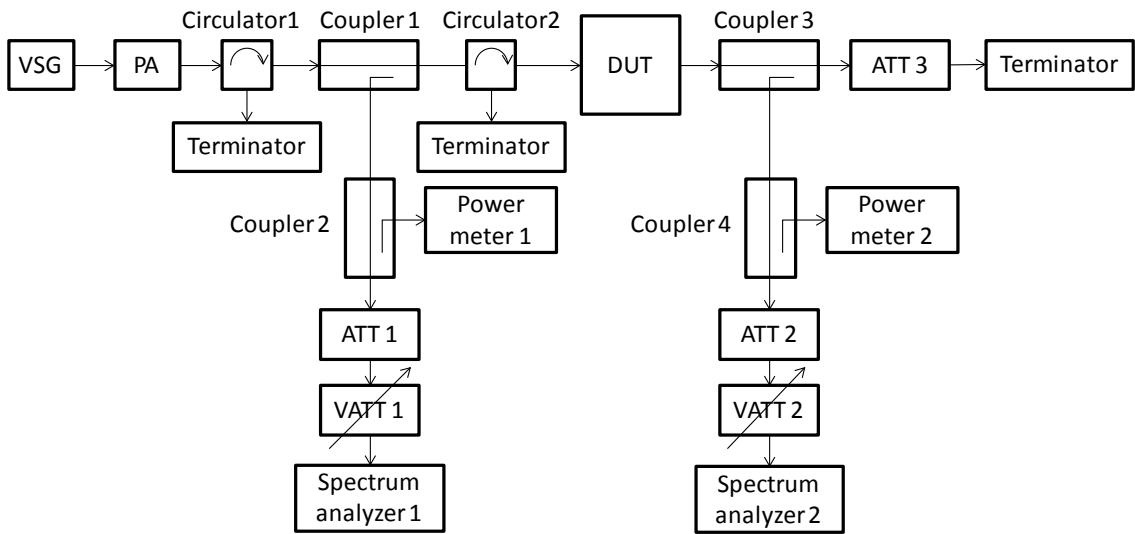 Circulator1
Coupler 1
Circulator2
Coupler 3
VSG
PA
DUT
ATT 3
Terminator
Terminator
Terminator
Coupler 2
Power
meter 1
Coupler 4
Power
meter 2
ATT 1
ATT 2
VATT 1
VATT 2
Spectrum
analyzer 1
Spectrum
analyzer 2